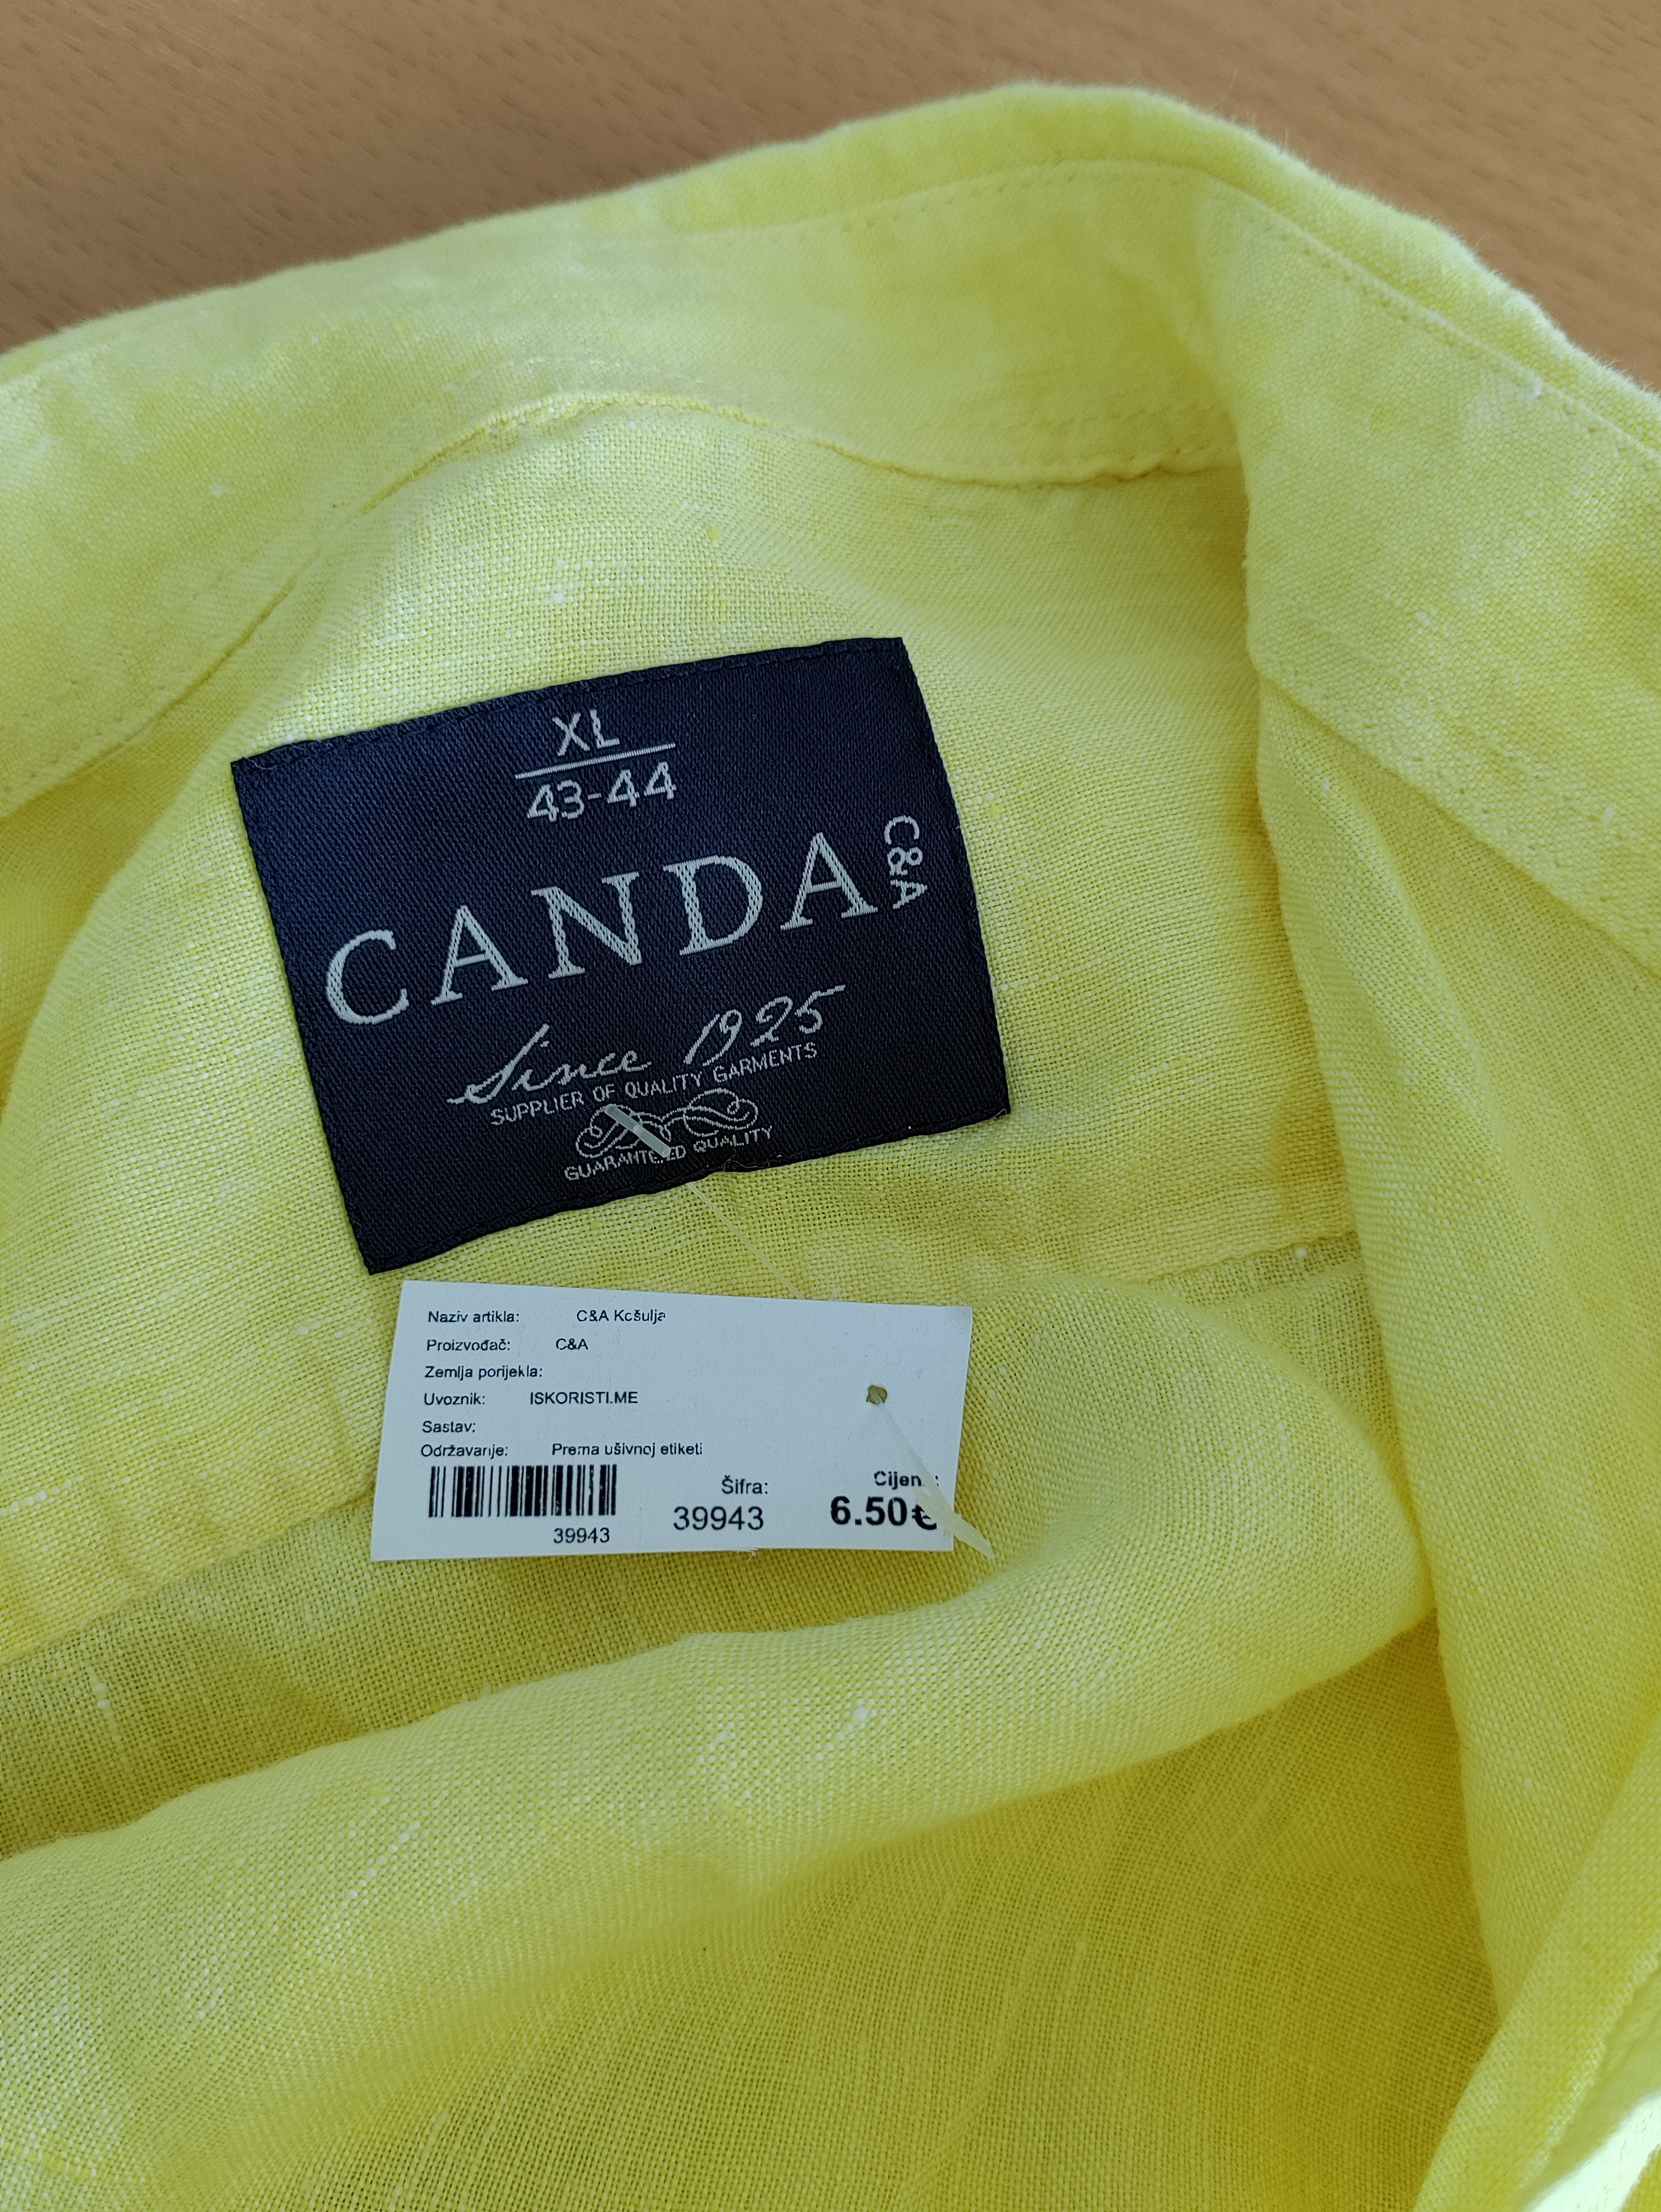 XL
43-44
CANDA
C&A
Since 1925
SUPPLIER OF QUALITY GARMENTS
GUARANTEED QUALITY
Naziv artikla: C&A Košulja
Proizvođač: C&A
Zemlja porijekla:
Uvoznik: ISKORISTI.ME
Sastav:
Održavanje: Prema ušivnoj etiketi
Šifra: Cijena:
39943 6.50€
39943